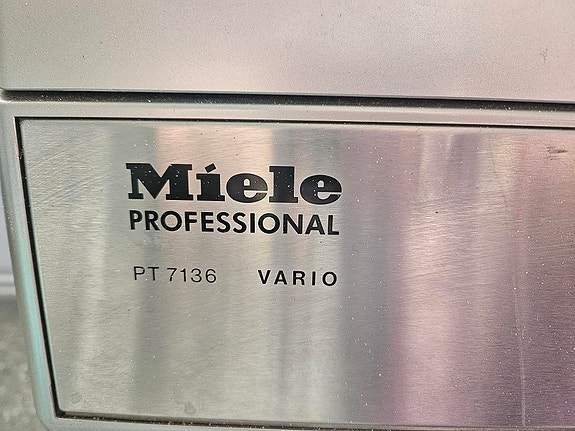 Miele
PROFESSIONAL
PT 7136 VARIO